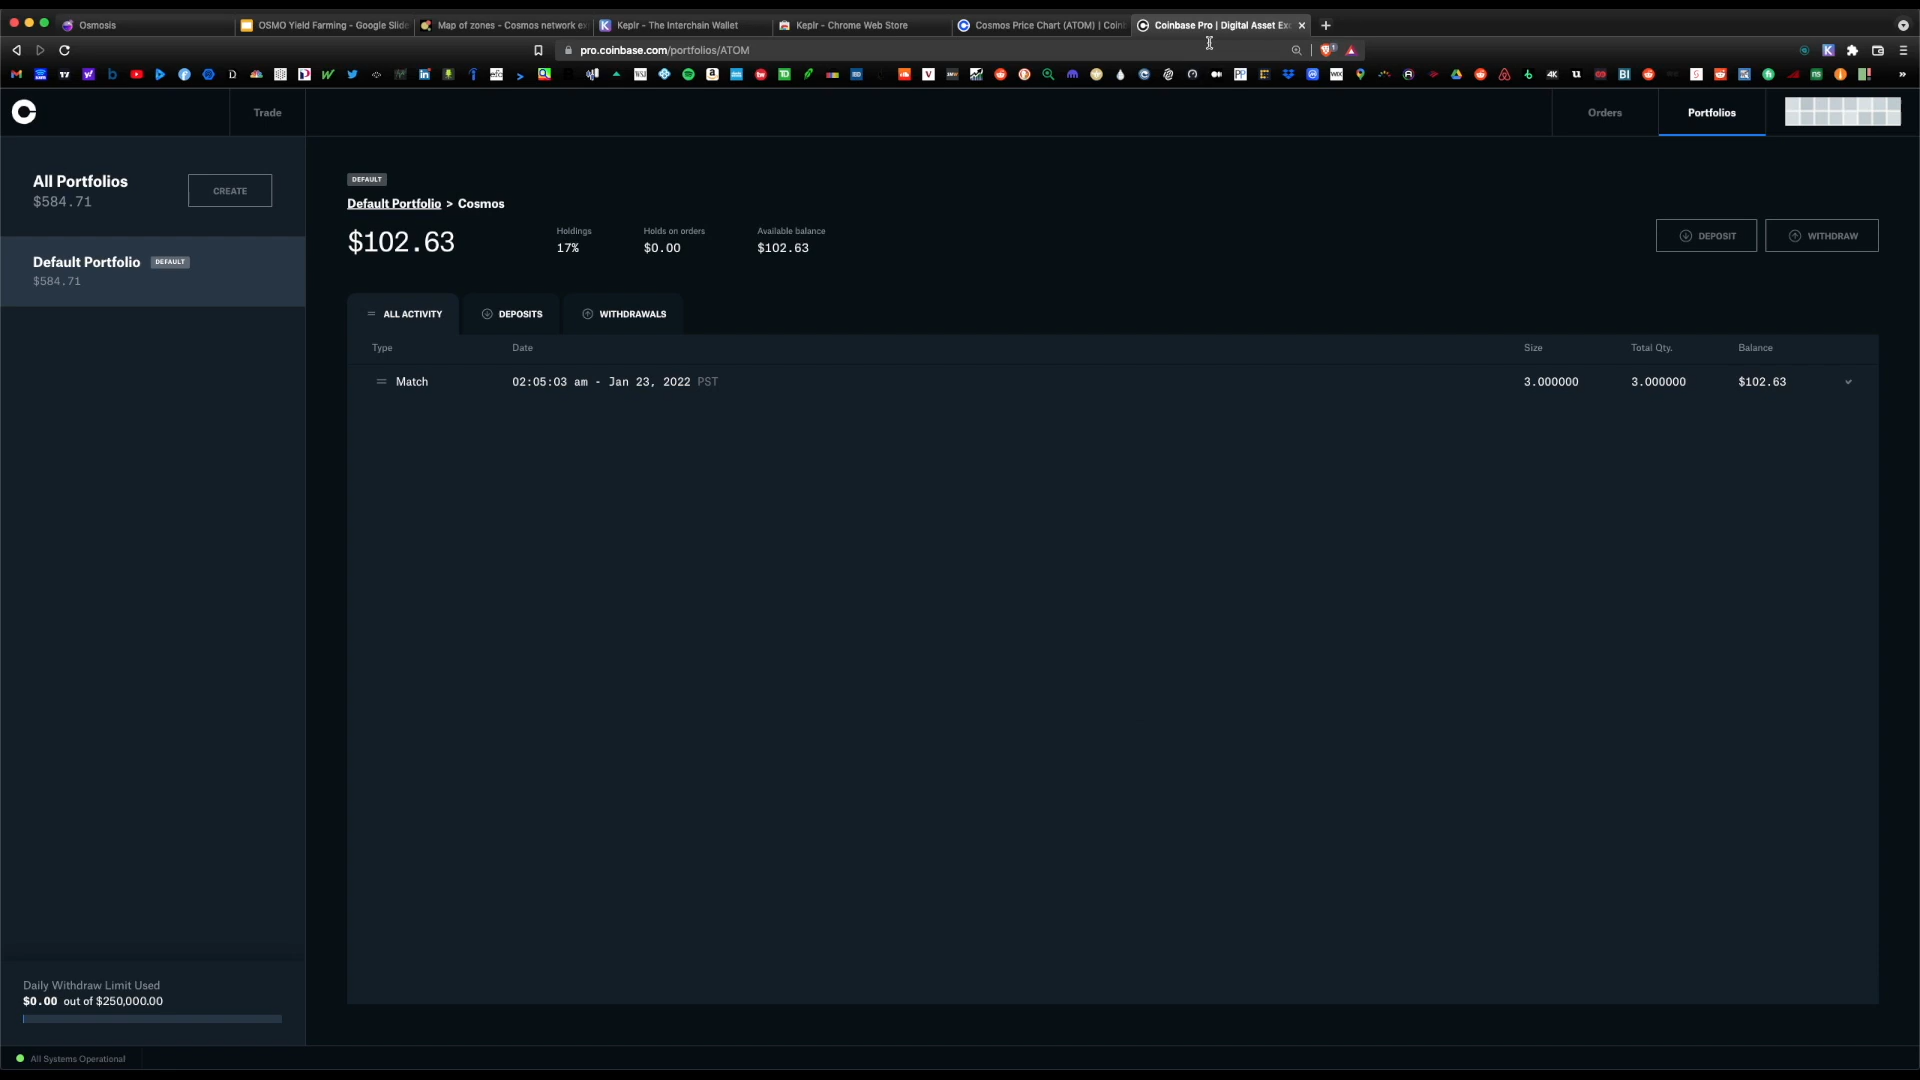 Osmosis
OSMO Yield Farming - Google Slide
Map of zones - Cosmos network e
Keplr - The Interchain Wallet
Keplr - Chrome Web Store
Cosmos Price Chart (ATOM) | Coin
Coinbase Pro | Digital Asset Ex
pro.coinbase.com/portfolios/ATOM
Trade
Orders
Portfolios
All Portfolios
$584.71
CREATE
Default Portfolio DEFAULT
$584.71
DEFAULT
Default Portfolio > Cosmos
$102.63
Holdings
17%
Holds on orders
$0.00
Available balance
$102.63
DEPOSIT
WITHDRAW
ALL ACTIVITY
DEPOSITS
WITHDRAWALS
Type Date Size Total Qty. Balance
Match 02:05:03 am - Jan 23, 2022 PST 3.000000 3.000000 $102.63
Daily Withdraw Limit Used
$0.00 out of $250,000.00
All Systems Operational